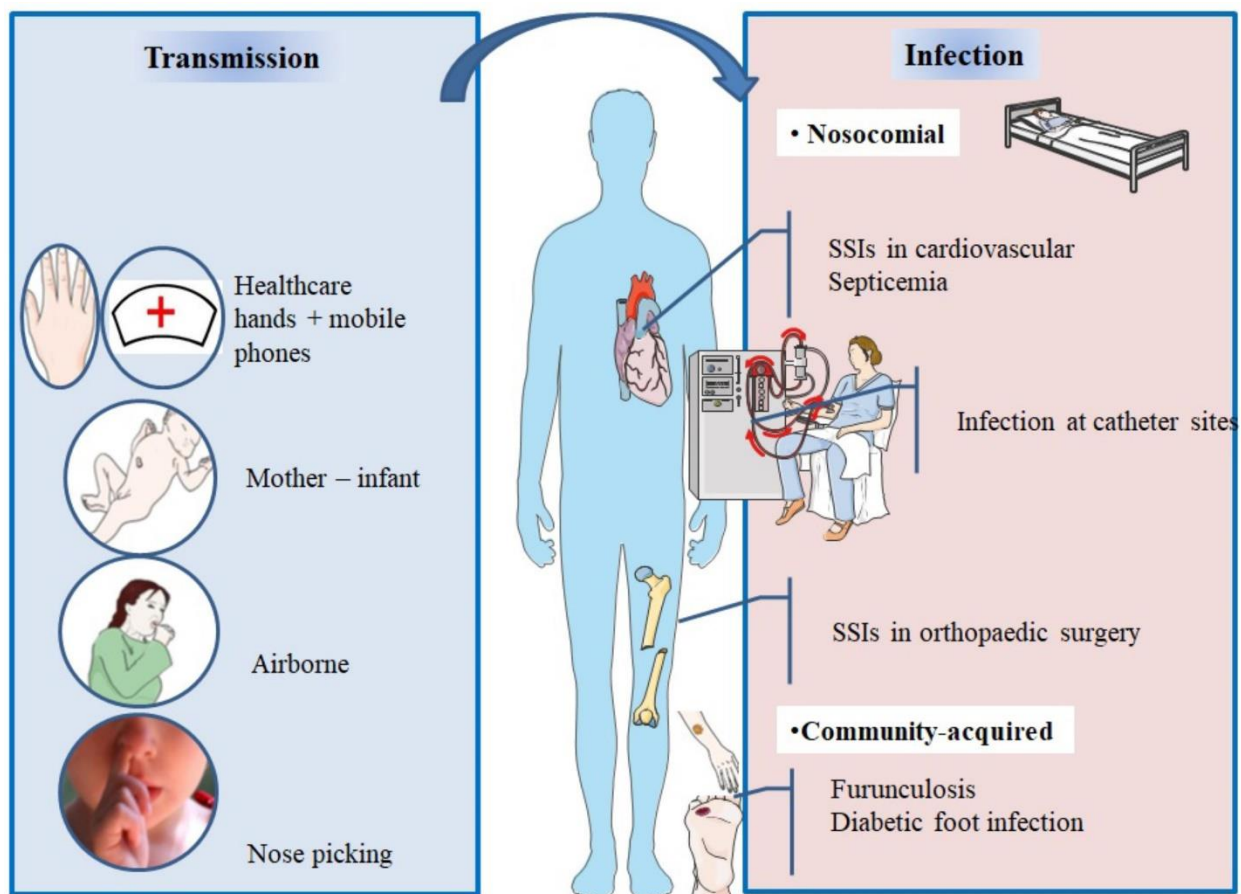 Transmission
Healthcare
hands + mobile
phones
Mother – infant
Airborne
Nose picking
Infection
• Nosocomial
SSIs in cardiovascular
Septicemia
Infection at catheter sites
SSIs in orthopaedic surgery
•Community-acquired
Furunculosis
Diabetic foot infection